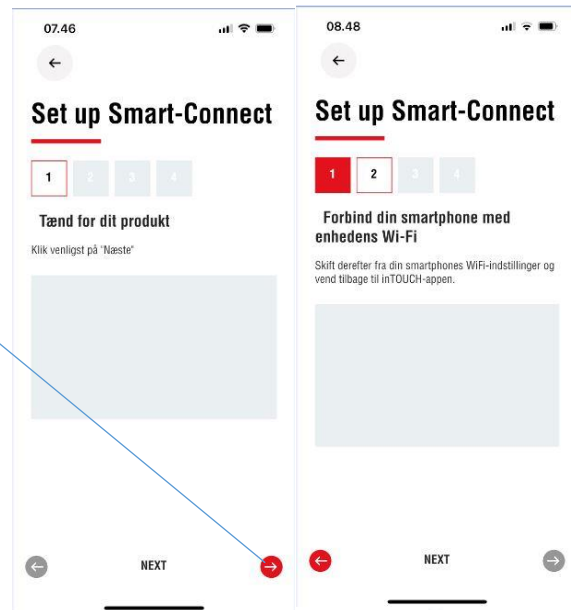 07.46
Set up Smart-Connect
1 2 3 4
Tænd for dit produkt
Klik venligst på "Næste"
NEXT
08.48
Set up Smart-Connect
1 2 3 4
Forbind din smartphone med
enhedens Wi-Fi
Skift derefter fra din smartphones WiFi-indstillinger og
vend tilbage til inTOUCH-appen.
NEXT